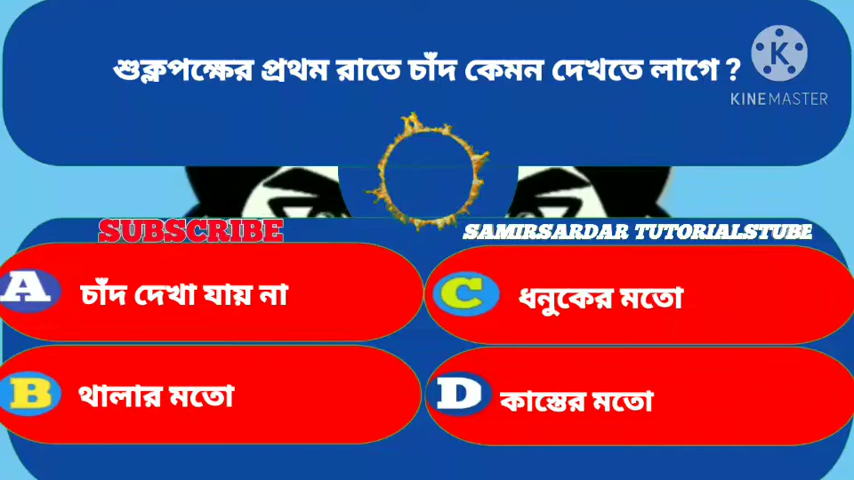 শুক্লপক্ষের প্রথম রাতে চাঁদ কেমন দেখতে লাগে ?
KINEMASTER
SUBSCRIBE
SAMIRSARDAR TUTORIALSTUBE
A চাঁদ দেখা যায় না
C ধনুকের মতো
B থালার মতো
D কাস্তের মতো